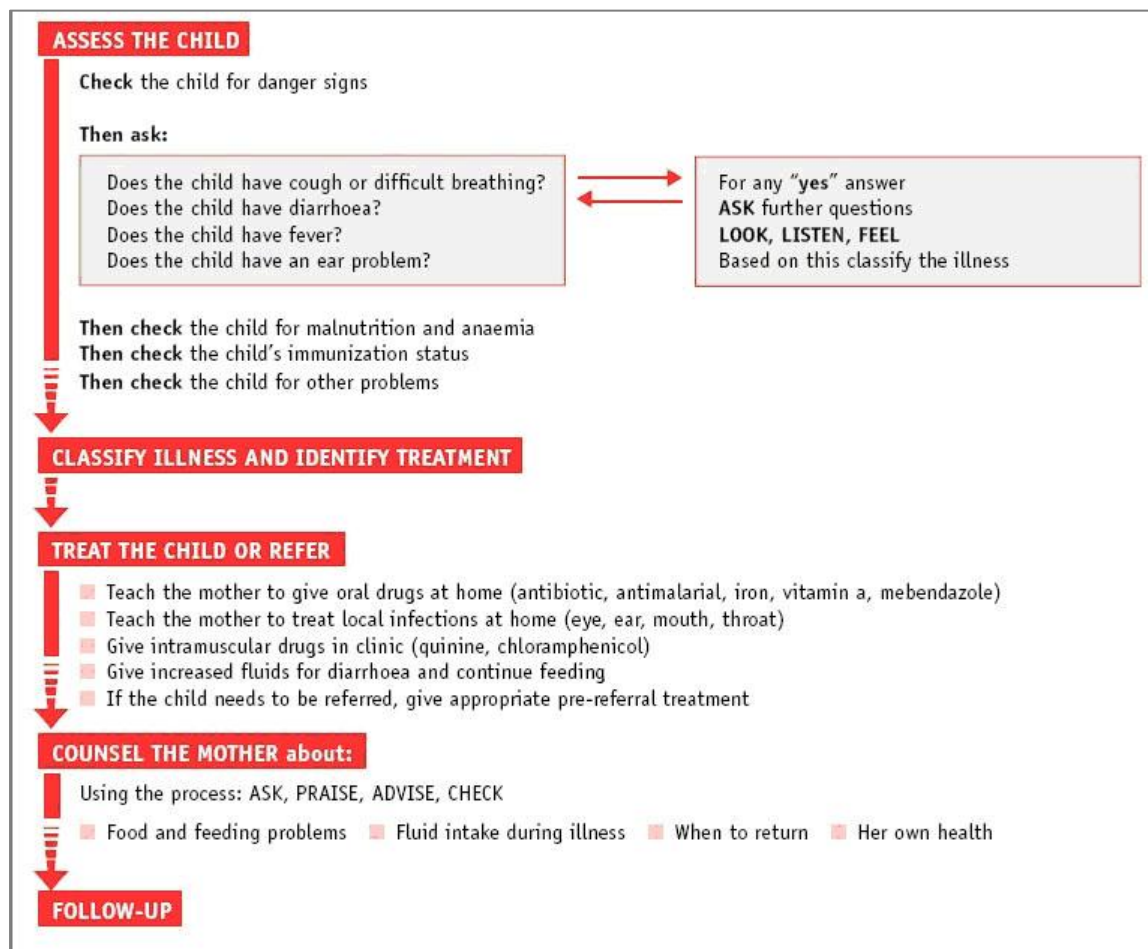 ASSESS THE CHILD
Check the child for danger signs
Then ask:
Does the child have cough or difficult breathing?
Does the child have diarrhoea?
Does the child have fever?
Does the child have an ear problem?
For any “yes” answer
ASK further questions
LOOK, LISTEN, FEEL
Based on this classify the illness
Then check the child for malnutrition and anaemia
Then check the child’s immunization status
Then check the child for other problems
CLASSIFY ILLNESS AND IDENTIFY TREATMENT
TREAT THE CHILD OR REFER
Teach the mother to give oral drugs at home (antibiotic, antimalarial, iron, vitamin a, mebendazole)
Teach the mother to treat local infections at home (eye, ear, mouth, throat)
Give intramuscular drugs in clinic (quinine, chloramphenicol)
Give increased fluids for diarrhoea and continue feeding
If the child needs to be referred, give appropriate pre-referral treatment
COUNSEL THE MOTHER about:
Using the process: ASK, PRAISE, ADVISE, CHECK
Food and feeding problems Fluid intake during illness When to return Her own health
FOLLOW-UP